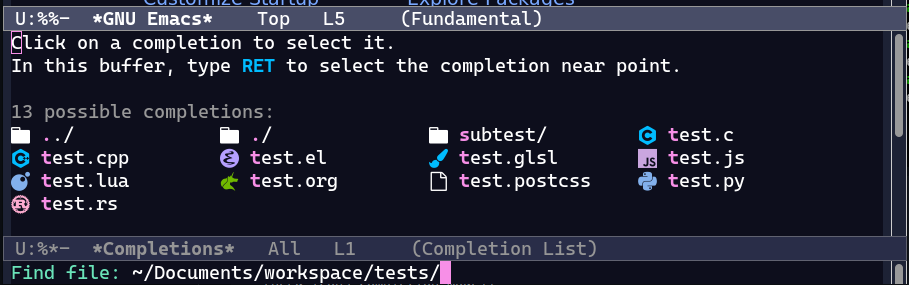 Customize Startup Explore Packages
U:%%- *GNU Emacs* Top L5 (Fundamental)
Click on a completion to select it.
In this buffer, type RET to select the completion near point.
13 possible completions:
../ ./ subtest/ test.c
test.cpp test.el test.glsl JS test.js
test.lua test.org test.postcss test.py
test.rs
U:%*- *Completions* All L1 (Completion List)
Find file: ~/Documents/workspace/tests/